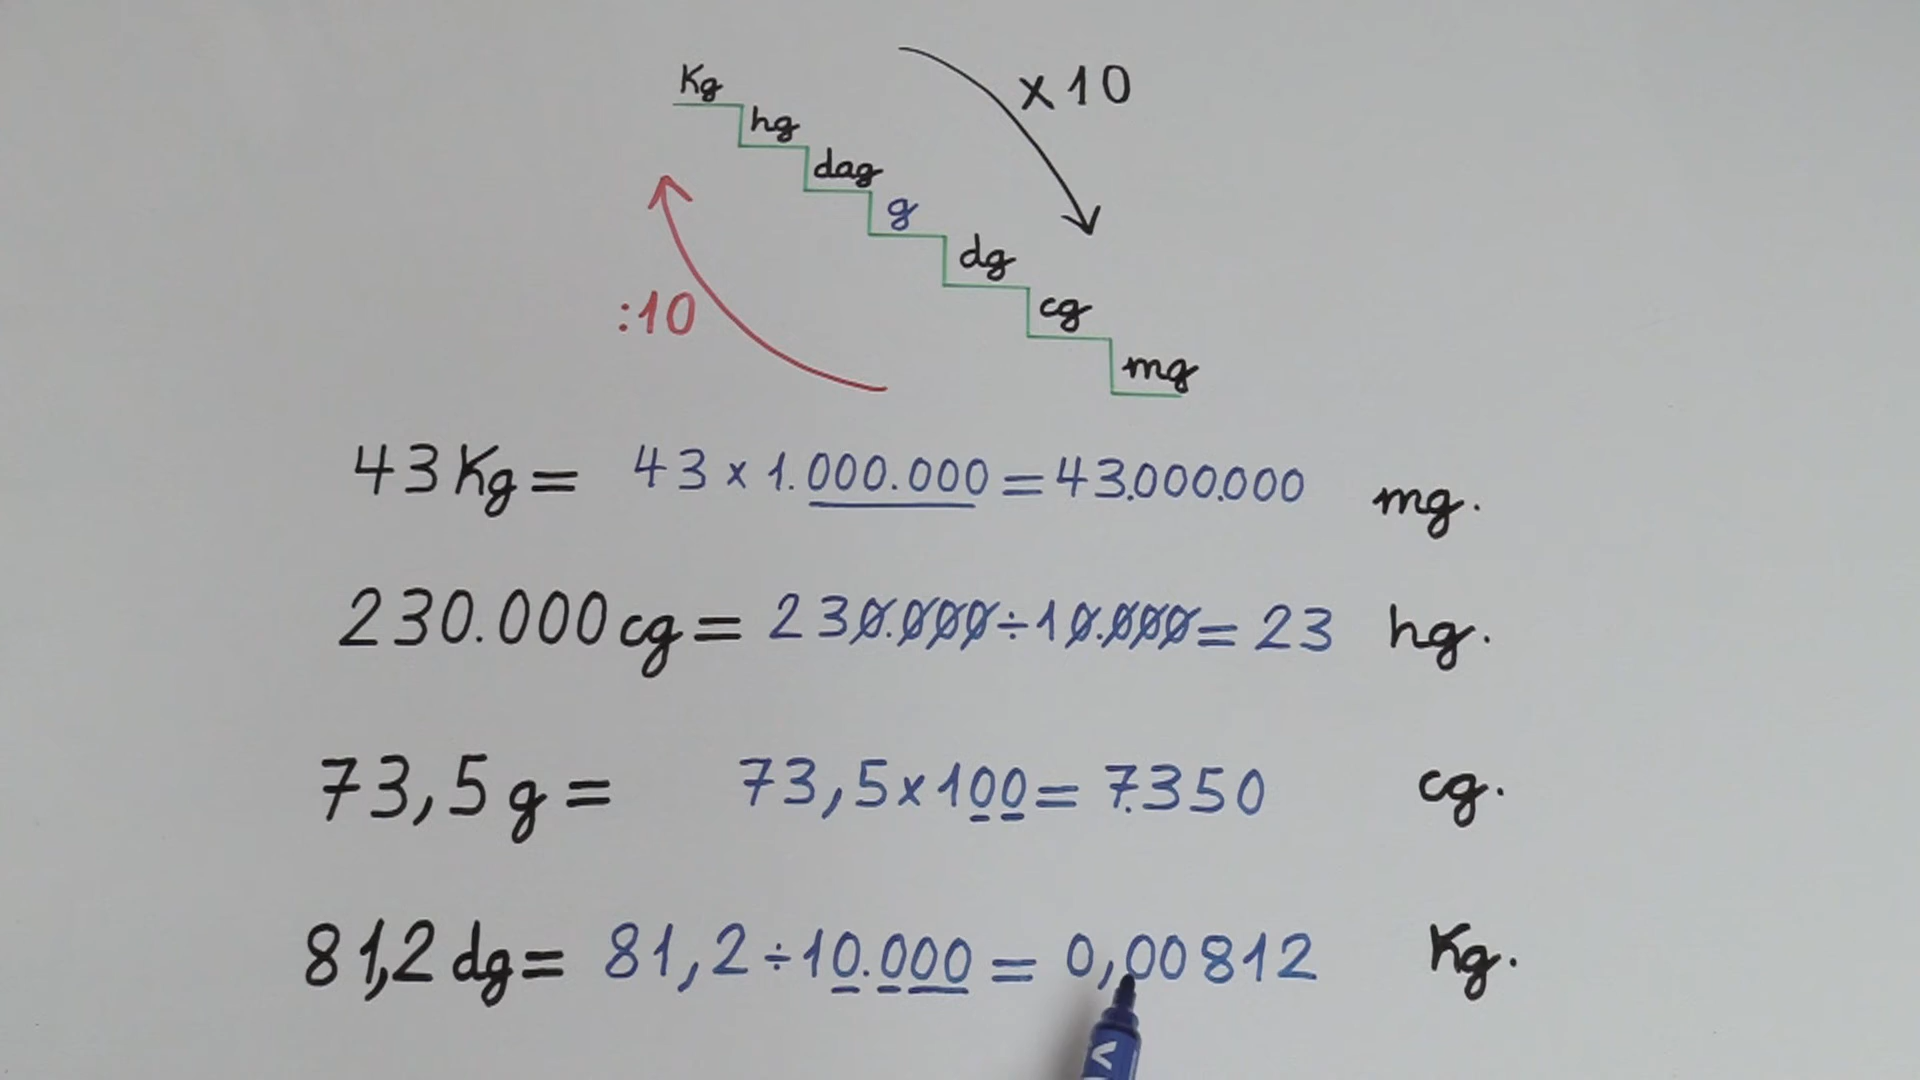 Kg
x10
hg
dag
g
dg
:10
cg
mg
43 Kg = 43 x 1.000.000 = 43.000.000 mg.
230.000 cg = 230.000 ÷ 10.000 = 23 hg.
73,5 g = 73,5 x 100 = 7.350 cg.
81,2 dg = 81,2 ÷ 10.000 = 0,00812 Kg.
V